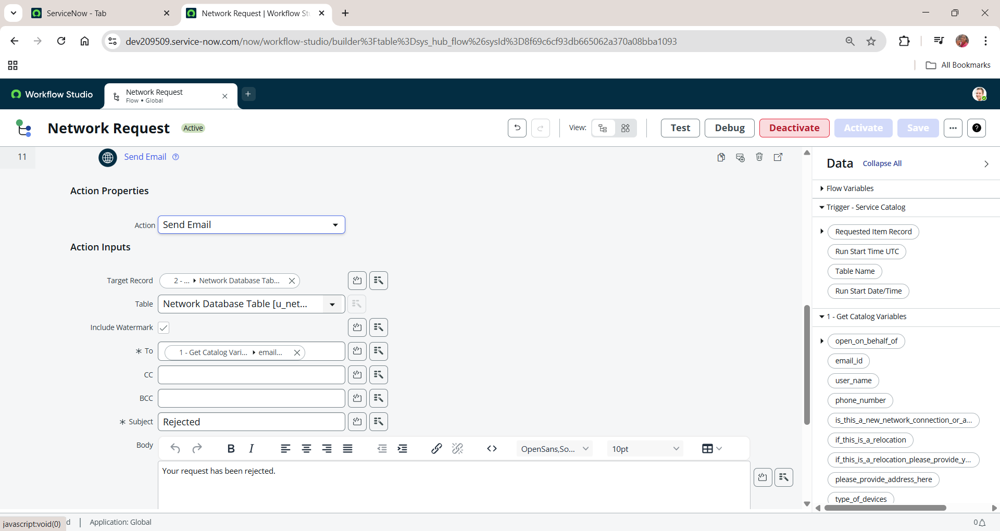 ServiceNow - Tab
Network Request | Workflow St
dev209509.service-now.com/now/workflow-studio/builder%3Ftable%3Dsys_hub_flow%26sysId%3D8f69c6cf93db665062a370a08bba1093
All Bookmarks
Workflow Studio
Network Request
Flow • Global
Network Request Active
View:
Test
Debug
Deactivate
Activate
Save
11
Send Email
Action Properties
Action
Send Email
Action Inputs
Target Record
2 - ... Network Database Tab...
Table
Network Database Table [u_net...
Include Watermark
* To
1 - Get Catalog Vari... email...
CC
BCC
* Subject
Rejected
Body
B I
OpenSans,So...
10pt
Your request has been rejected.
Data
Collapse All
Flow Variables
Trigger - Service Catalog
Requested Item Record
Run Start Time UTC
Table Name
Run Start Date/Time
1 - Get Catalog Variables
open_on_behalf_of
email_id
user_name
phone_number
is_this_a_new_network_connection_or_a...
if_this_is_a_relocation
if_this_is_a_relocation_please_provide_y...
please_provide_address_here
type_of_devices
javascript:void(0)
d
Application: Global
0